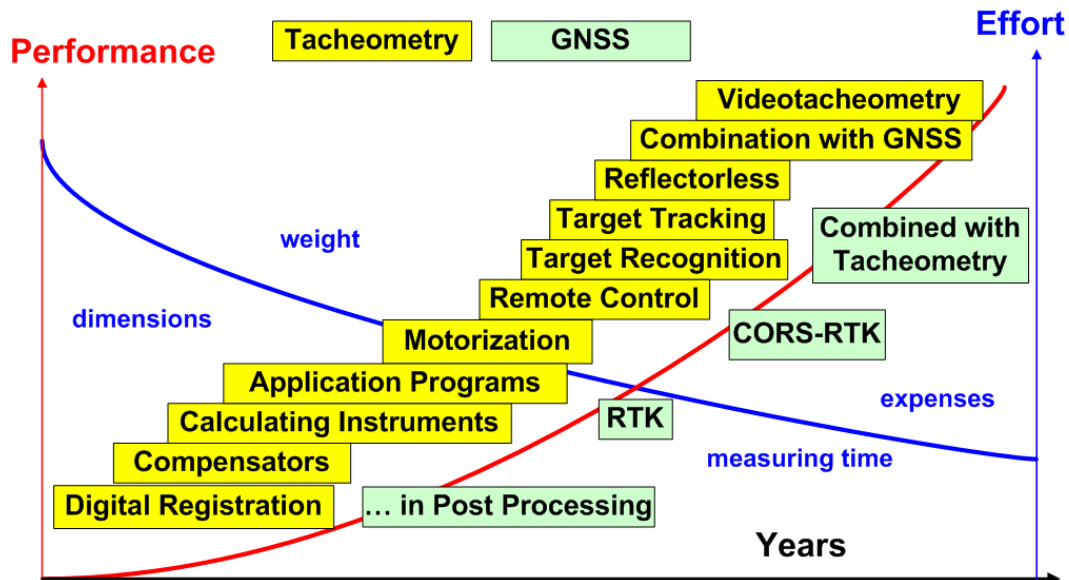 Performance
Tacheometry
GNSS
Effort
Videotacheometry
Combination with GNSS
Reflectorless
Target Tracking
Combined with
Tacheometry
weight
Target Recognition
Remote Control
dimensions
Motorization
CORS-RTK
Application Programs
expenses
Calculating Instruments
RTK
Compensators
measuring time
Digital Registration
… in Post Processing
Years